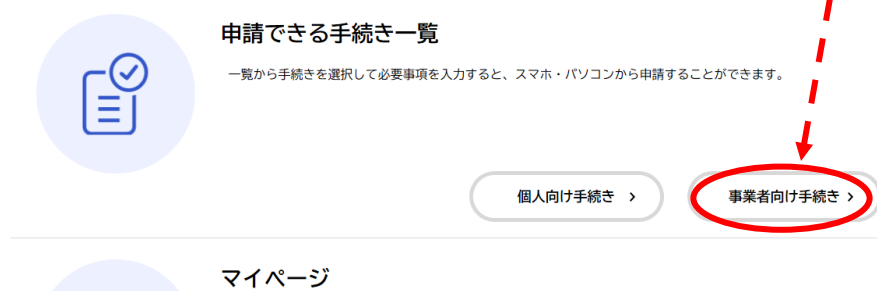 申請できる手続き一覧
一覧から手続きを選択して必要事項を入力すると、スマホ・パソコンから申請することができます。
個人向け手続き ›
事業者向け手続き ›
マイページ